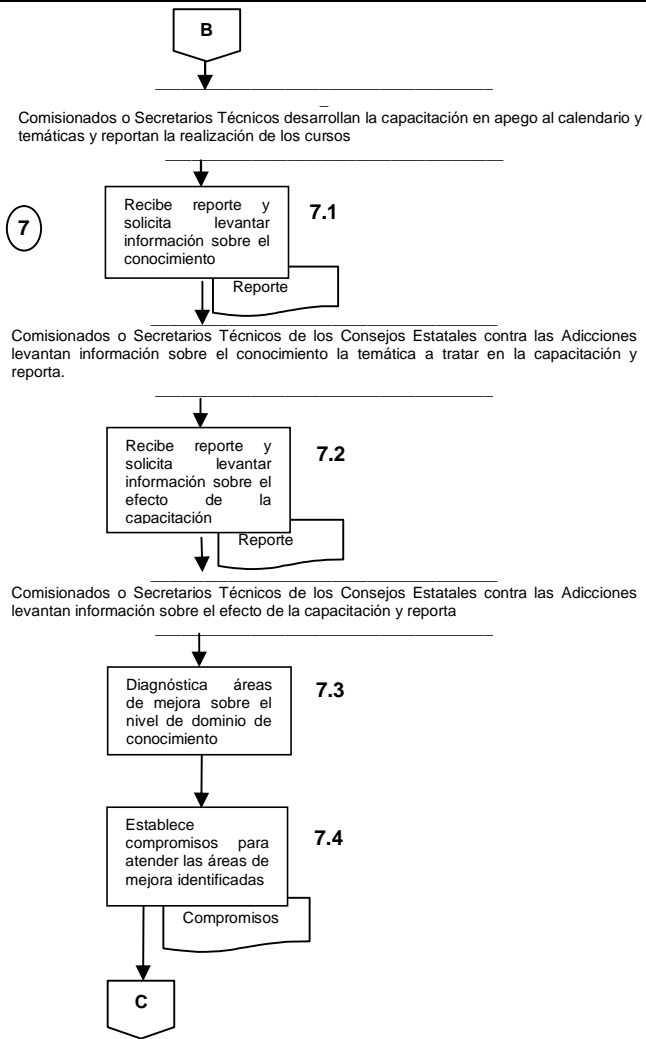 B
Comisionados o Secretarios Técnicos desarrollan la capacitación en apego al calendario y
temáticas y reportan la realización de los cursos
7
Recibe reporte y
solicita levantar
información sobre el
conocimiento
7.1
Reporte
Comisionados o Secretarios Técnicos de los Consejos Estatales contra las Adicciones
levantan información sobre el conocimiento la temática a tratar en la capacitación y
reporta.
Recibe reporte y
solicita levantar
información sobre el
efecto de la
capacitación
7.2
Reporte
Comisionados o Secretarios Técnicos de los Consejos Estatales contra las Adicciones
levantan información sobre el efecto de la capacitación y reporta
Diagnóstica áreas
de mejora sobre el
nivel de dominio de
conocimiento
7.3
Establece
compromisos para
atender las áreas de
mejora identificadas
7.4
Compromisos
C